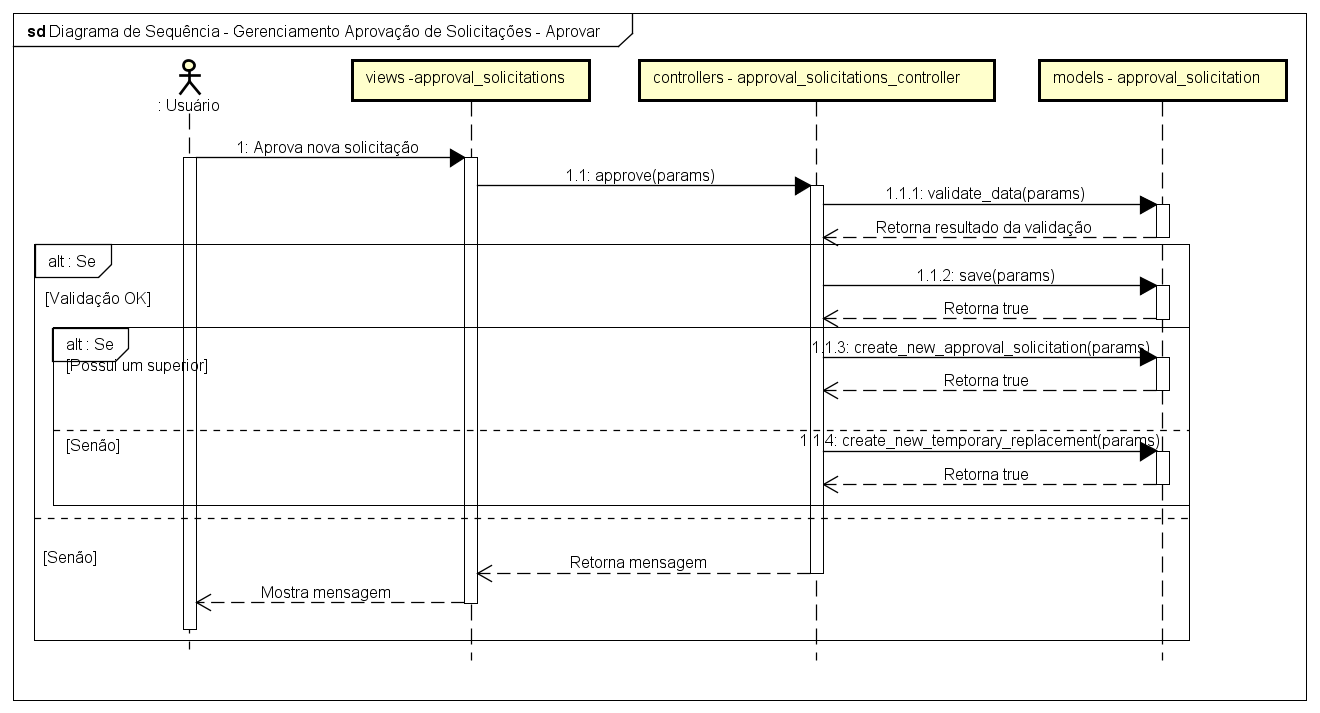 sd Diagrama de Sequência - Gerenciamento Aprovação de Solicitações - Aprovar
: Usuário
views -approval_solicitations
controllers - approval_solicitations_controller
models - approval_solicitation
1: Aprova nova solicitação
1.1: approve(params)
1.1.1: validate_data(params)
Retorna resultado da validação
alt : Se
[Validação OK]
1.1.2: save(params)
Retorna true
alt : Se
[Possui um superior]
1.1.3: create_new_approval_solicitation(params)
Retorna true
[Senão]
1.1.4: create_new_temporary_replacement(params)
Retorna true
[Senão]
Retorna mensagem
Mostra mensagem